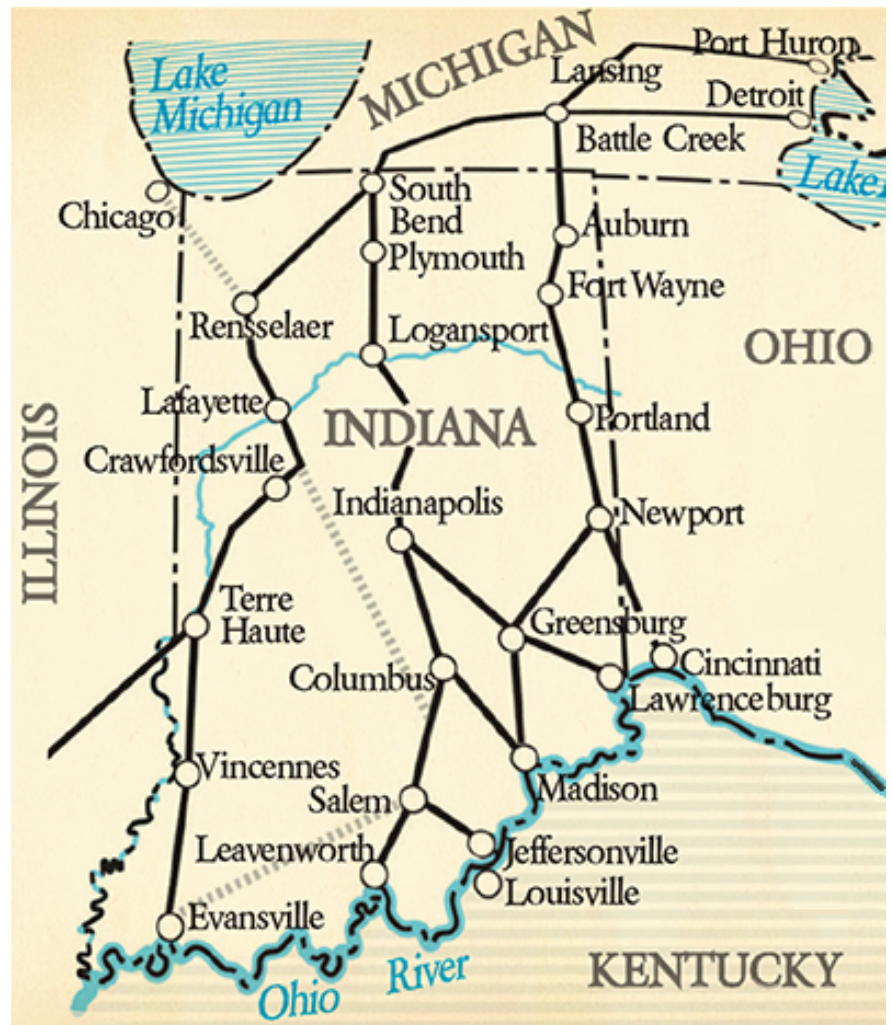 Lake
Michigan
MICHIGAN
Port Huron
Lansing
Detroit
Battle Creek
Chicago
South
Bend
Plymouth
Auburn
Fort Wayne
Rensselaer
Logansport
OHIO
Lafayette
INDIANA
Portland
Crawfordsville
ILLINOIS
Indianapolis
Newport
Terre
Haute
Greensburg
Columbus
Cincinnati
Lawrenceburg
Vincennes
Salem
Madison
Leavenworth
Jeffersonville
Louisville
Evansville
Ohio River
KENTUCKY
Lake